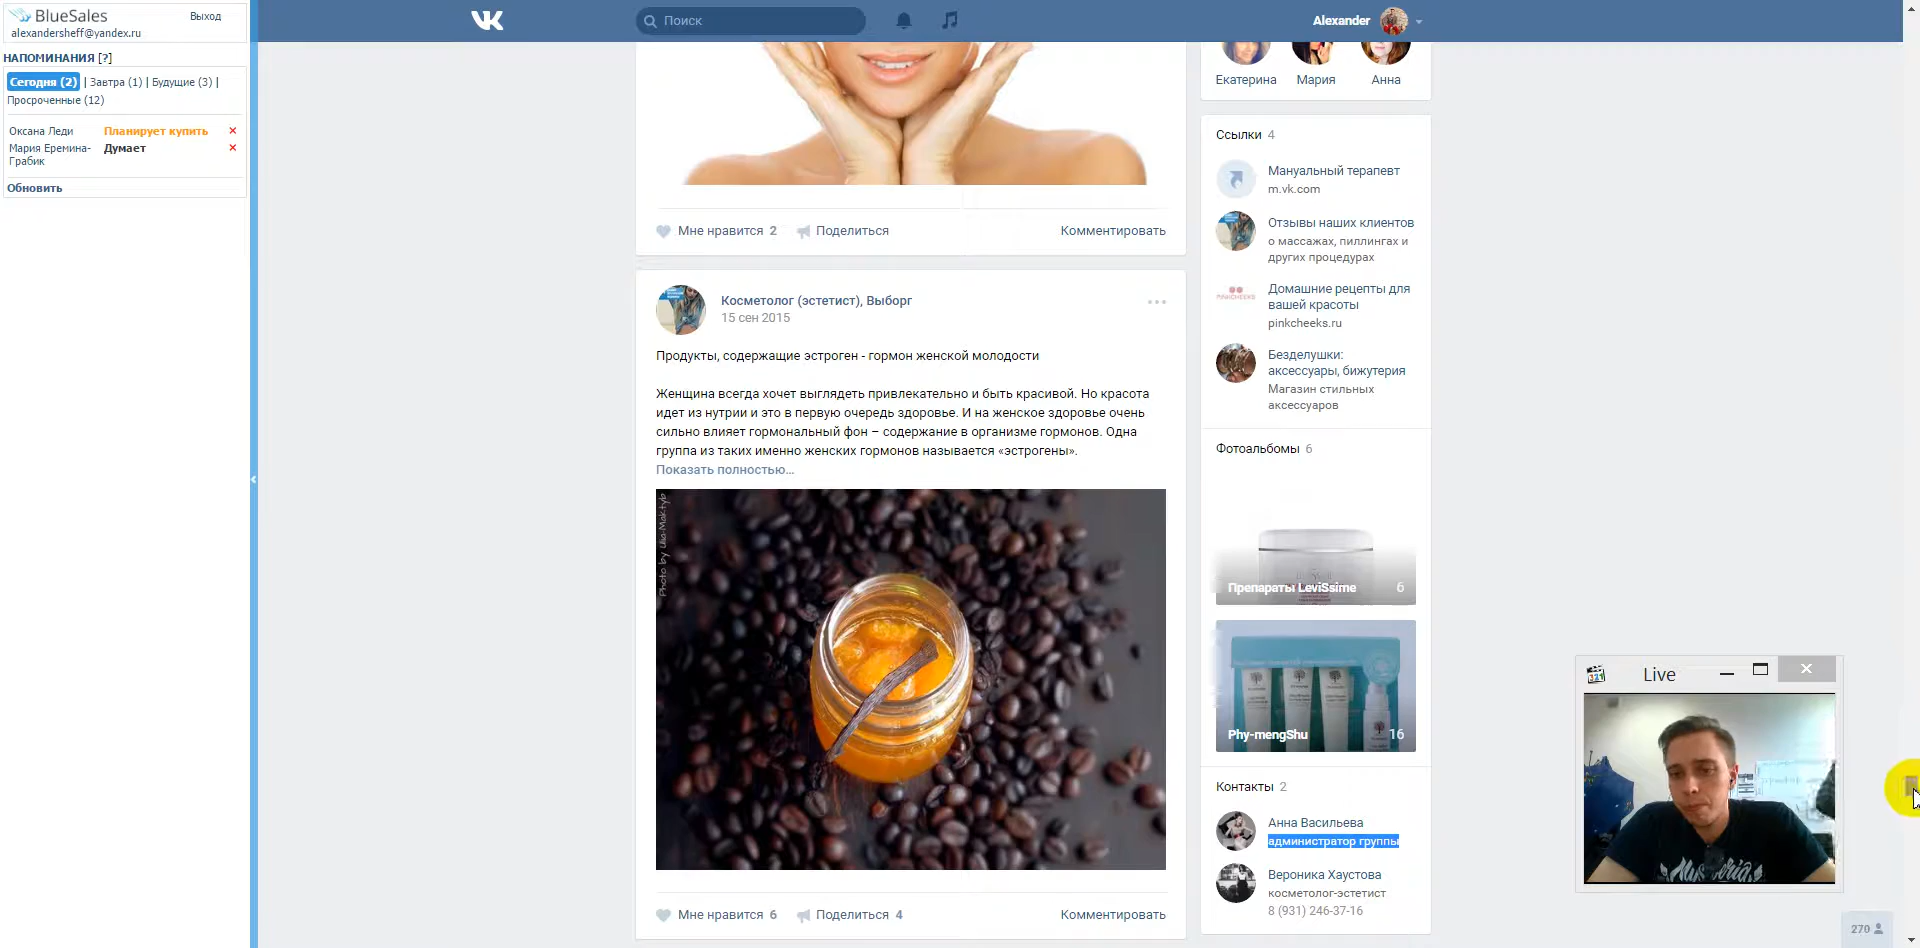 BlueSales
Выход
alexandersheff@yandex.ru
НАПОМИНАНИЯ [?]
Сегодня (2) | Завтра (1) | Будущие (3) |
Просроченные (12)
Оксана Леди Планирует купить
Мария Еремина-Грабик Думает
Обновить
Поиск
Alexander
Мне нравится 2 Поделиться Комментировать
Косметолог (эстетист), Выборг
15 сен 2015
Продукты, содержащие эстроген - гормон женской молодости
Женщина всегда хочет выглядеть привлекательно и быть красивой. Но красота
идет из нутрии и это в первую очередь здоровье. И на женское здоровье очень
сильно влияет гормональный фон – содержание в организме гормонов. Одна
группа из таких именно женских гормонов называется «эстрогены».
Показать полностью...
Photo by Ulia-Maktyb
Мне нравится 6 Поделиться 4 Комментировать
Екатерина Мария Анна
Ссылки 4
Мануальный терапевт
m.vk.com
Отзывы наших клиентов
о массажах, пиллингах и
других процедурах
PINKCHEEKS
Домашние рецепты для
вашей красоты
pinkcheeks.ru
Безделушки:
аксессуары, бижутерия
Магазин стильных
аксессуаров
Фотоальбомы 6
Препараты LeviSsime 6
Phy-mengShu 16
Контакты 2
Анна Васильева
администратор группы
Вероника Хаустова
косметолог-эстетист
8 (931) 246-37-16
321
Live
270